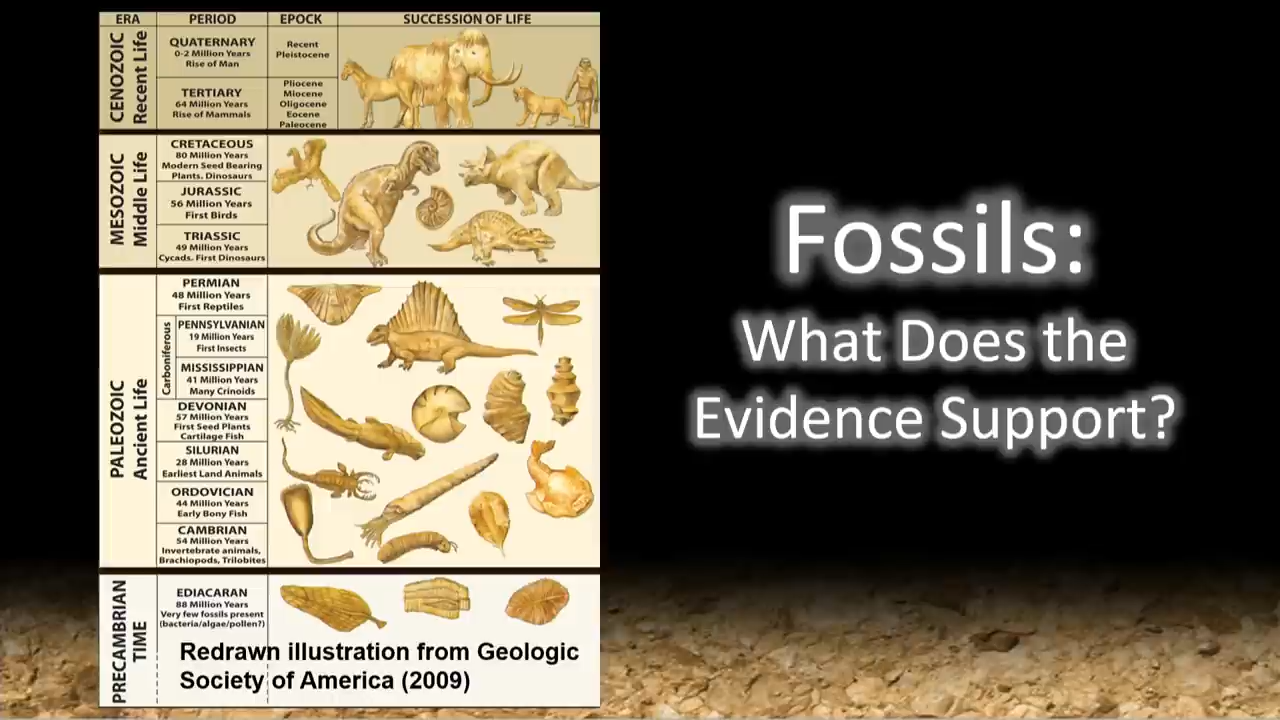 ERA PERIOD EPOCK SUCCESSION OF LIFE
CENOZOIC
Recent Life
QUATERNARY
0-2 Million Years
Rise of Man
Recent
Pleistocene
TERTIARY
64 Million Years
Rise of Mammals
Pliocene
Miocene
Oligocene
Eocene
Paleocene
MESOZOIC
Middle Life
CRETACEOUS
80 Million Years
Modern Seed Bearing
Plants. Dinosaurs
JURASSIC
56 Million Years
First Birds
TRIASSIC
49 Million Years
Cycads. First Dinosaurs
PALEOZOIC
Ancient Life
PERMIAN
48 Million Years
First Reptiles
Carboniferous
PENNSYLVANIAN
19 Million Years
First Insects
MISSISSIPPIAN
41 Million Years
Many Crinoids
DEVONIAN
57 Million Years
First Seed Plants
Cartilage Fish
SILURIAN
28 Million Years
Earliest Land Animals
ORDOVICIAN
44 Million Years
Early Bony Fish
CAMBRIAN
54 Million Years
Invertebrate animals,
Brachiopods, Trilobites
PRECAMBRIAN
TIME
EDIACARAN
88 Million Years
Very few fossils present
(bacteria/algae/pollen?)
Redrawn illustration from Geologic
Society of America (2009)
Fossils:
What Does the
Evidence Support?